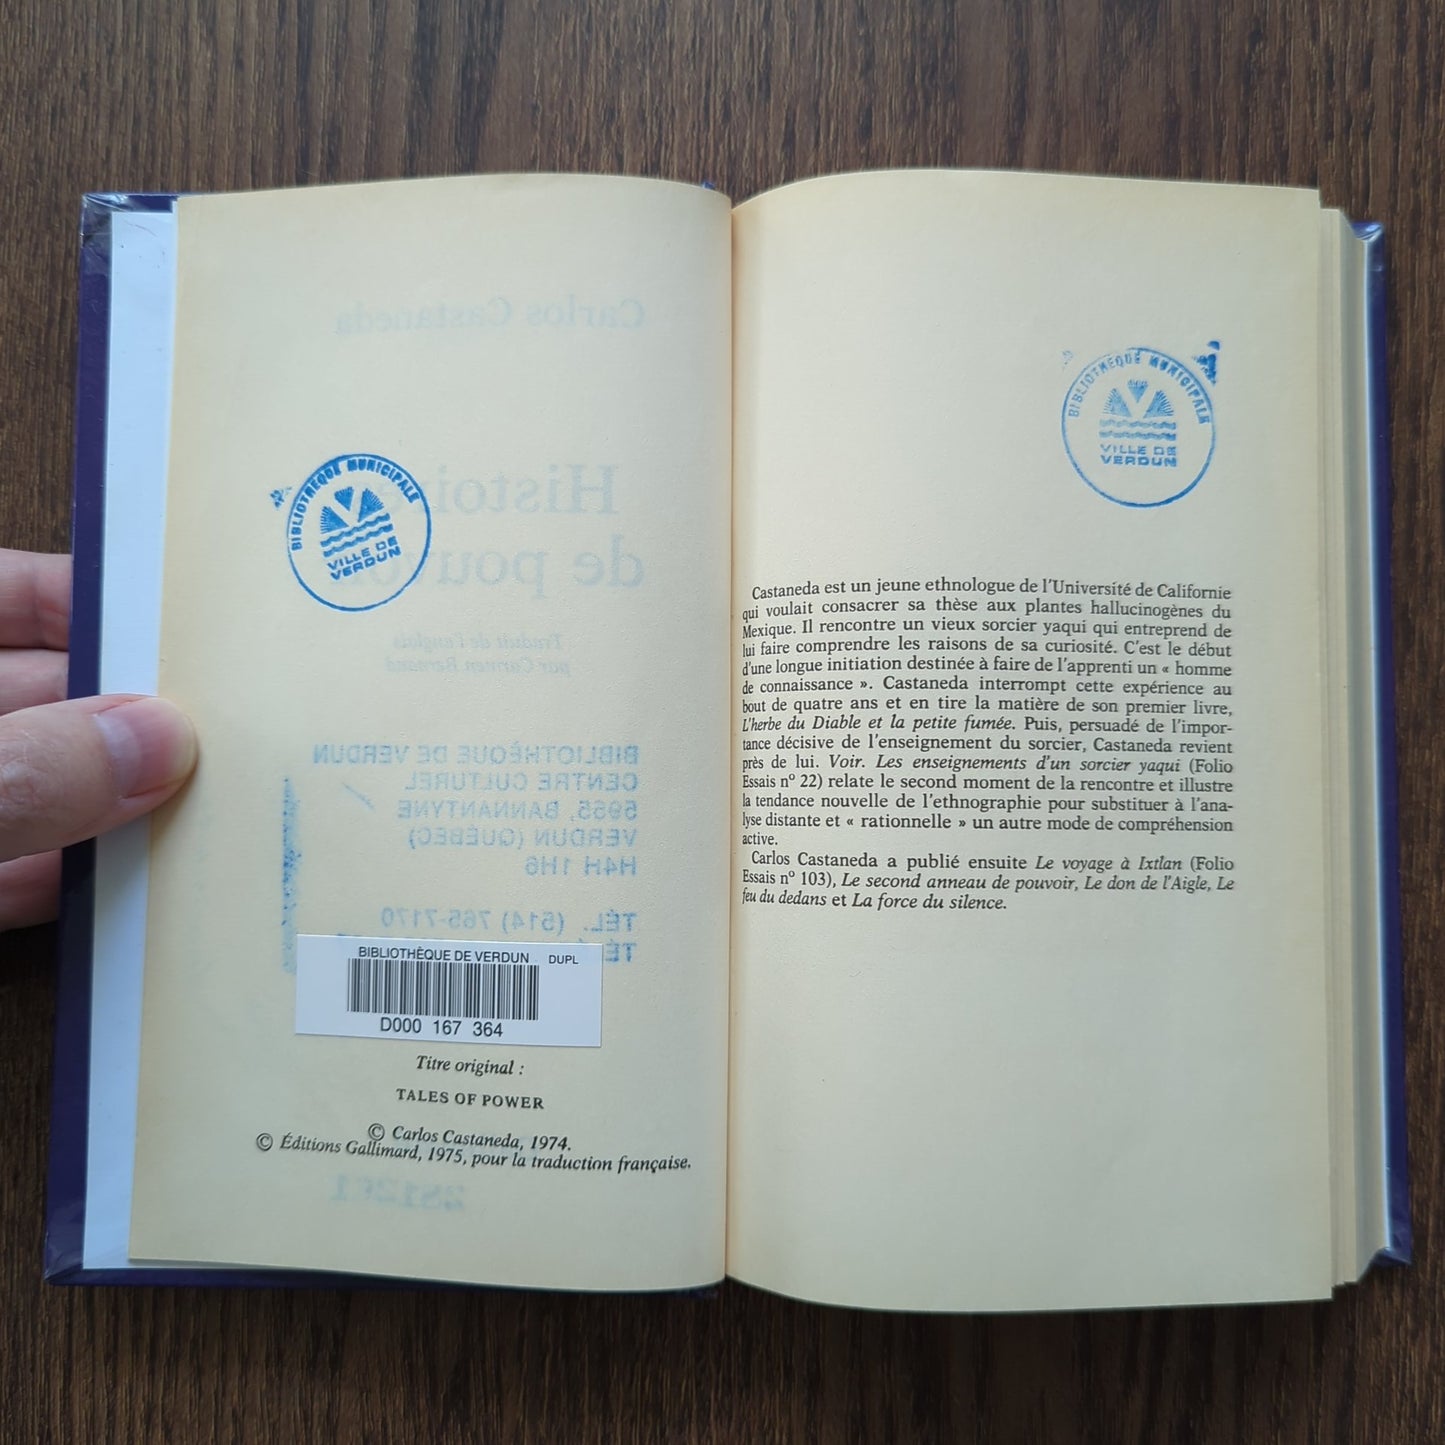 Carlos Castaneda
Histoire
de pouvoir
Traduit de l'anglais
par Carmen Bernand
BIBLIOTHÈQUE MUNICIPALE
VILLE DE
VERDUN
BIBLIOTHÈQUE DE VERDUN
CENTRE CULTUREL
5955, BANNANTYNE
VERDUN (QUÉBEC)
H4H 1H6
TÉL. (514) 765-7170
BIBLIOTHÈQUE DE VERDUN DUPL
D000 167 364
Titre original :
TALES OF POWER
© Carlos Castaneda, 1974.
© Éditions Gallimard, 1975, pour la traduction française.
BIBLIOTHÈQUE MUNICIPALE
VILLE DE
VERDUN
Castaneda est un jeune ethnologue de l'Université de Californie
qui voulait consacrer sa thèse aux plantes hallucinogènes du
Mexique. Il rencontre un vieux sorcier yaqui qui entreprend de
lui faire comprendre les raisons de sa curiosité. C'est le début
d'une longue initiation destinée à faire de l'apprenti un « homme
de connaissance ». Castaneda interrompt cette expérience au
bout de quatre ans et en tire la matière de son premier livre,
L'herbe du Diable et la petite fumée. Puis, persuadé de l'impor-
tance décisive de l'enseignement du sorcier, Castaneda revient
près de lui. Voir. Les enseignements d'un sorcier yaqui (Folio
Essais nº 22) relate le second moment de la rencontre et illustre
la tendance nouvelle de l'ethnographie pour substituer à l'ana-
lyse distante et « rationnelle » un autre mode de compréhension
active.
Carlos Castaneda a publié ensuite Le voyage à Ixtlan (Folio
Essais nº 103), Le second anneau de pouvoir, Le don de l'Aigle, Le
feu du dedans et La force du silence.